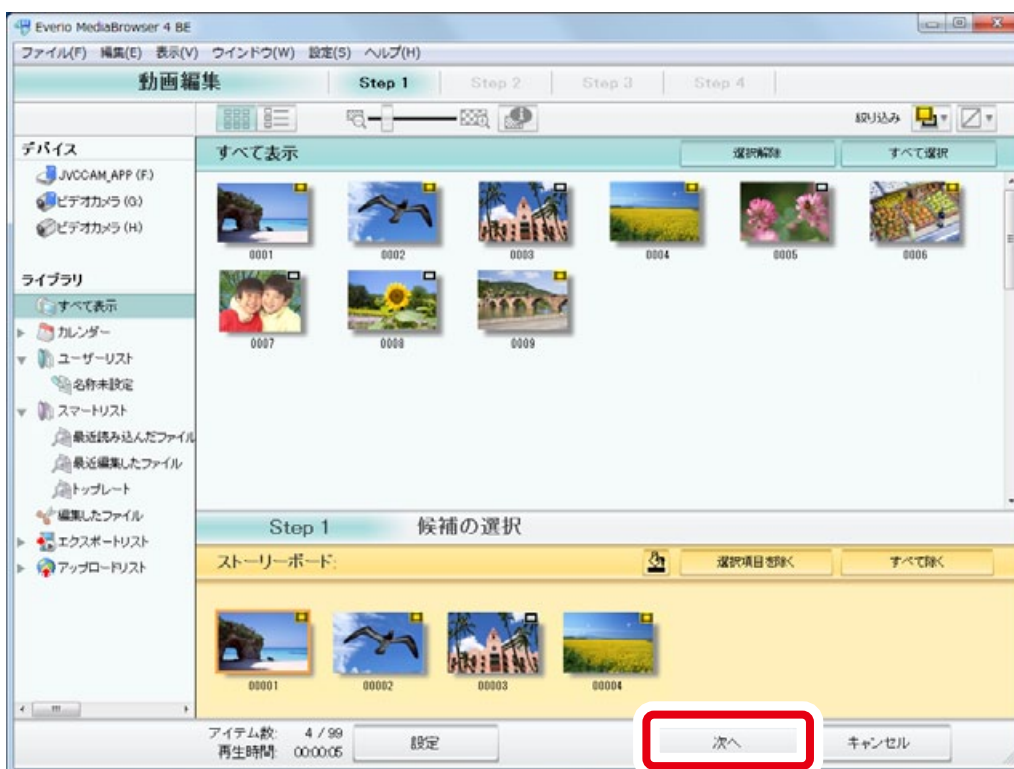 Everio MediaBrowser 4 BE
ファイル(F) 編集(E) 表示(V) ウインドウ(W) 設定(S) ヘルプ(H)
動画編集 Step 1 Step 2 Step 3 Step 4
絞り込み
デバイス
JVCCAM_APP (F:)
ビデオカメラ (G:)
ビデオカメラ (H:)
ライブラリ
すべて表示
カレンダー
ユーザーリスト
名称未設定
スマートリスト
最近読み込んだファイル
最近編集したファイル
トップレート
編集したファイル
エクスポートリスト
アップロードリスト
すべて表示 選択解除 すべて選択
0001 0002 0003 0004 0005 0006
0007 0008 0009
Step 1 候補の選択
ストーリーボード: 選択項目を除く すべて除く
00001 00002 00003 00004
アイテム数: 4 / 99
再生時間: 00:00:05
設定 次へ キャンセル